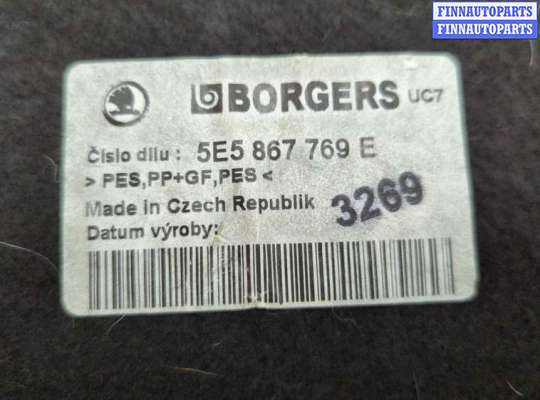 FINNAUTOPARTS
FINNAUTOPARTS
BORGERS UC7
Číslo dílu : 5E5 867 769 E
> PES,PP+GF,PES <
Made in Czech Republik
3269
Datum výroby: